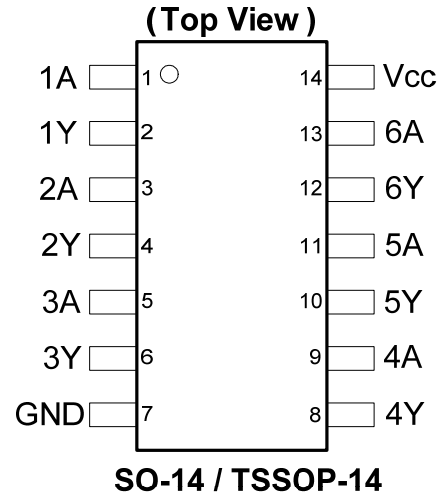 (Top View)
1A 1 14 Vcc
1Y 2 13 6A
2A 3 12 6Y
2Y 4 11 5A
3A 5 10 5Y
3Y 6 9 4A
GND 7 8 4Y
SO-14 / TSSOP-14